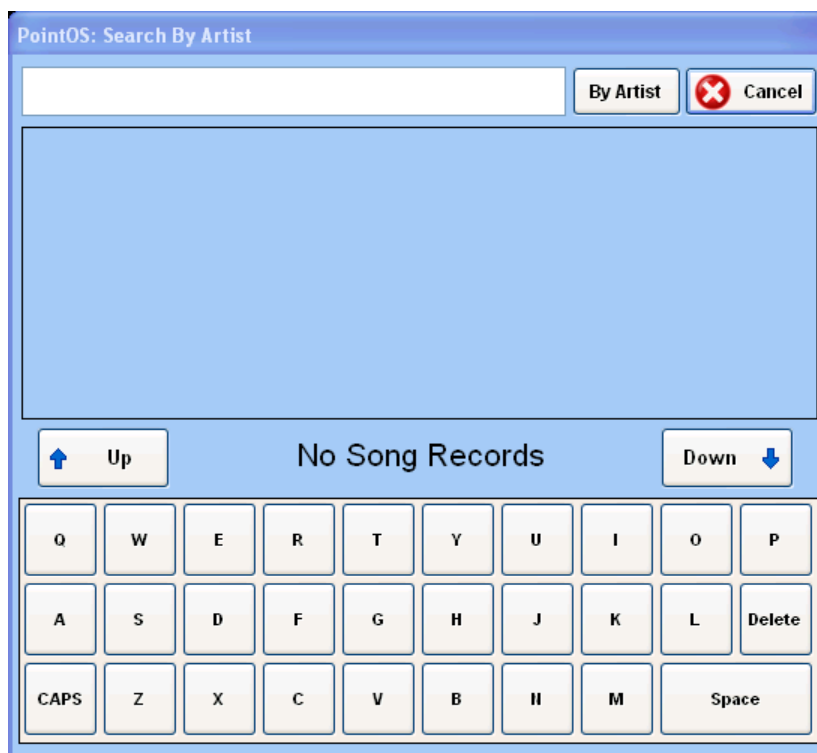 PointOS: Search By Artist
By Artist Cancel
Up No Song Records Down
Q W E R T Y U I O P
A S D F G H J K L Delete
CAPS Z X C V B N M Space